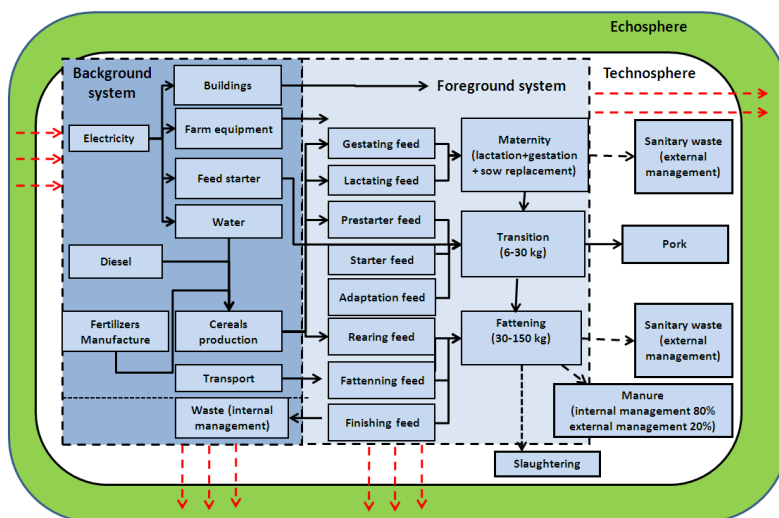 Echosphere
Background
system
Foreground system
Technosphere
Buildings
Electricity
Farm equipment
Feed starter
Water
Diesel
Fertilizers
Manufacture
Cereals
production
Transport
Waste (internal
management)
Gestating feed
Lactating feed
Prestarter feed
Starter feed
Adaptation feed
Rearing feed
Fattenning feed
Finishing feed
Maternity
(lactation+gestation
+ sow replacement)
Transition
(6-30 kg)
Fattening
(30-150 kg)
Sanitary waste
(external
management)
Pork
Sanitary waste
(external
management)
Manure
(internal management 80%
external management 20%)
Slaughtering